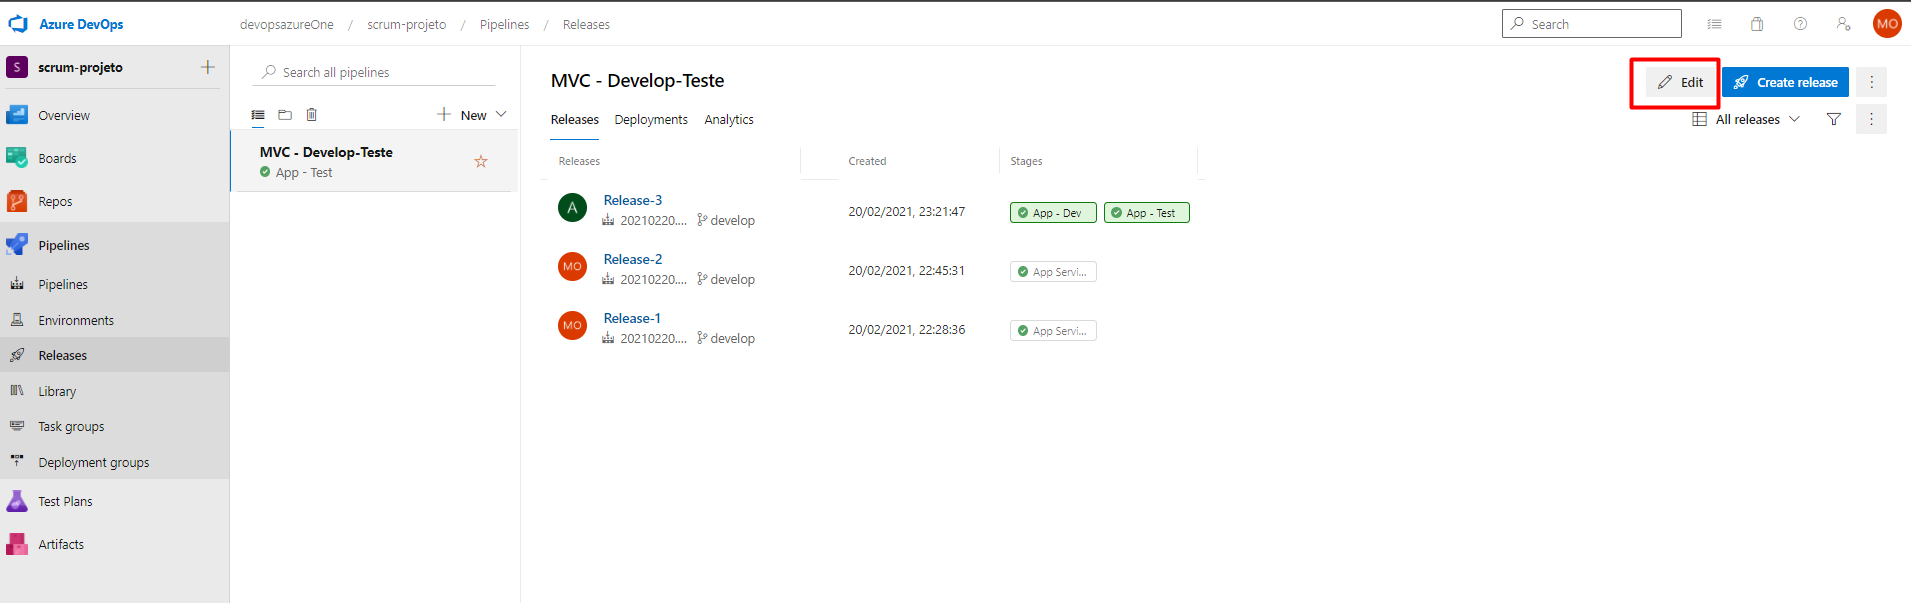 Azure DevOps
devopsazureOne / scrum-projeto / Pipelines / Releases
Search
MO
S scrum-projeto
Overview
Boards
Repos
Pipelines
Pipelines
Environments
Releases
Library
Task groups
Deployment groups
Test Plans
Artifacts
Search all pipelines
New
MVC - Develop-Teste
App - Test
MVC - Develop-Teste
Edit
Create release
Releases Deployments Analytics
All releases
Releases Created Stages
A Release-3
20210220.... develop
20/02/2021, 23:21:47
App - Dev App - Test
MO Release-2
20210220.... develop
20/02/2021, 22:45:31
App Servi...
MO Release-1
20210220.... develop
20/02/2021, 22:28:36
App Servi...